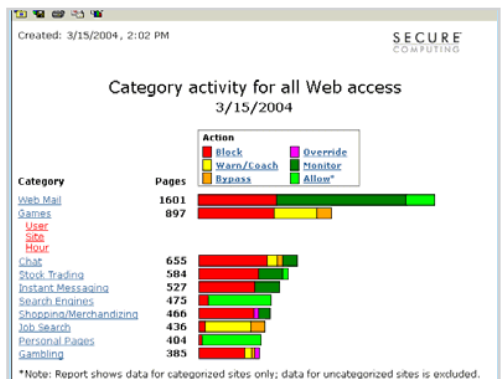 Created: 3/15/2004, 2:02 PM
SECURE
COMPUTING
Category activity for all Web access
3/15/2004
Action
Block Override
Warn/Coach Monitor
Bypass Allow*
Category Pages
Web Mail 1601
Games 897
User
Site
Hour
Chat 655
Stock Trading 584
Instant Messaging 527
Search Engines 475
Shopping/Merchandizing 466
Job Search 436
Personal Pages 404
Gambling 385
*Note: Report shows data for categorized sites only; data for uncategorized sites is excluded.